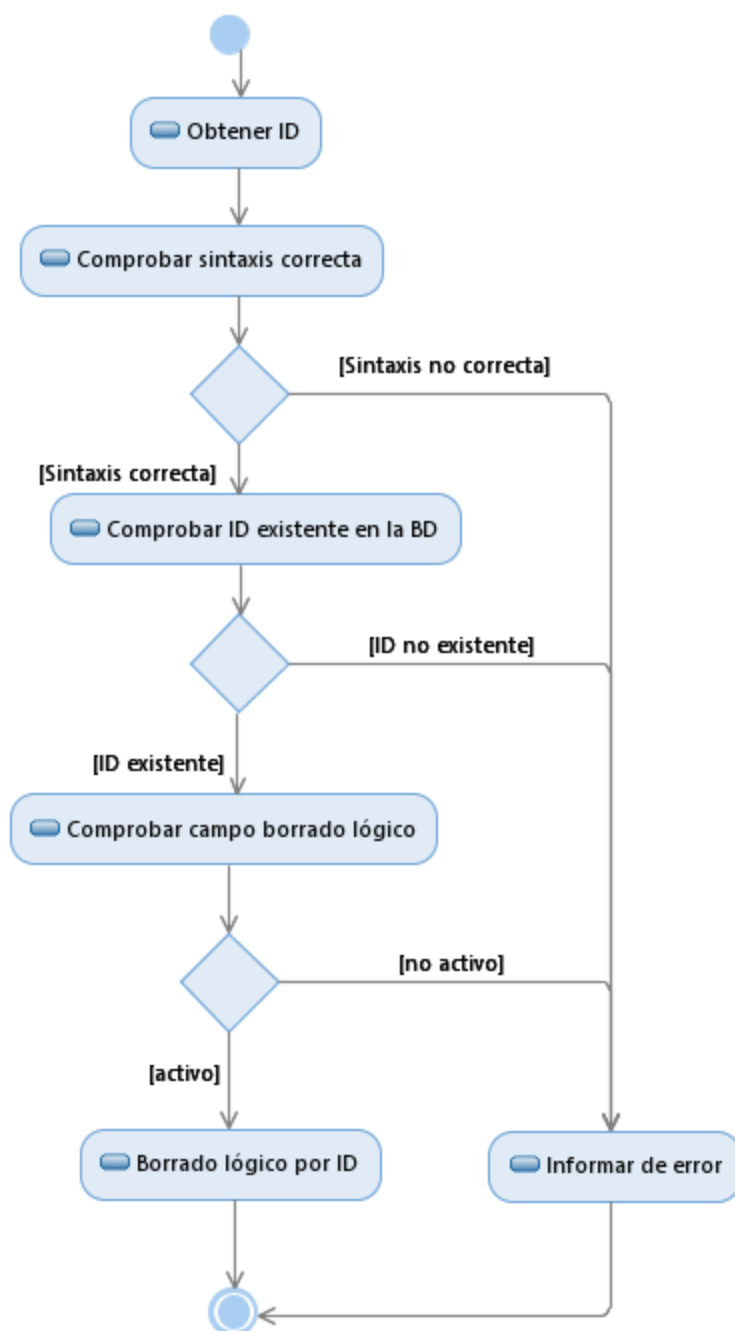 Obtener ID
Comprobar sintaxis correcta
[Sintaxis no correcta]
[Sintaxis correcta]
Comprobar ID existente en la BD
[ID no existente]
[ID existente]
Comprobar campo borrado lógico
[no activo]
[activo]
Borrado lógico por ID
Informar de error